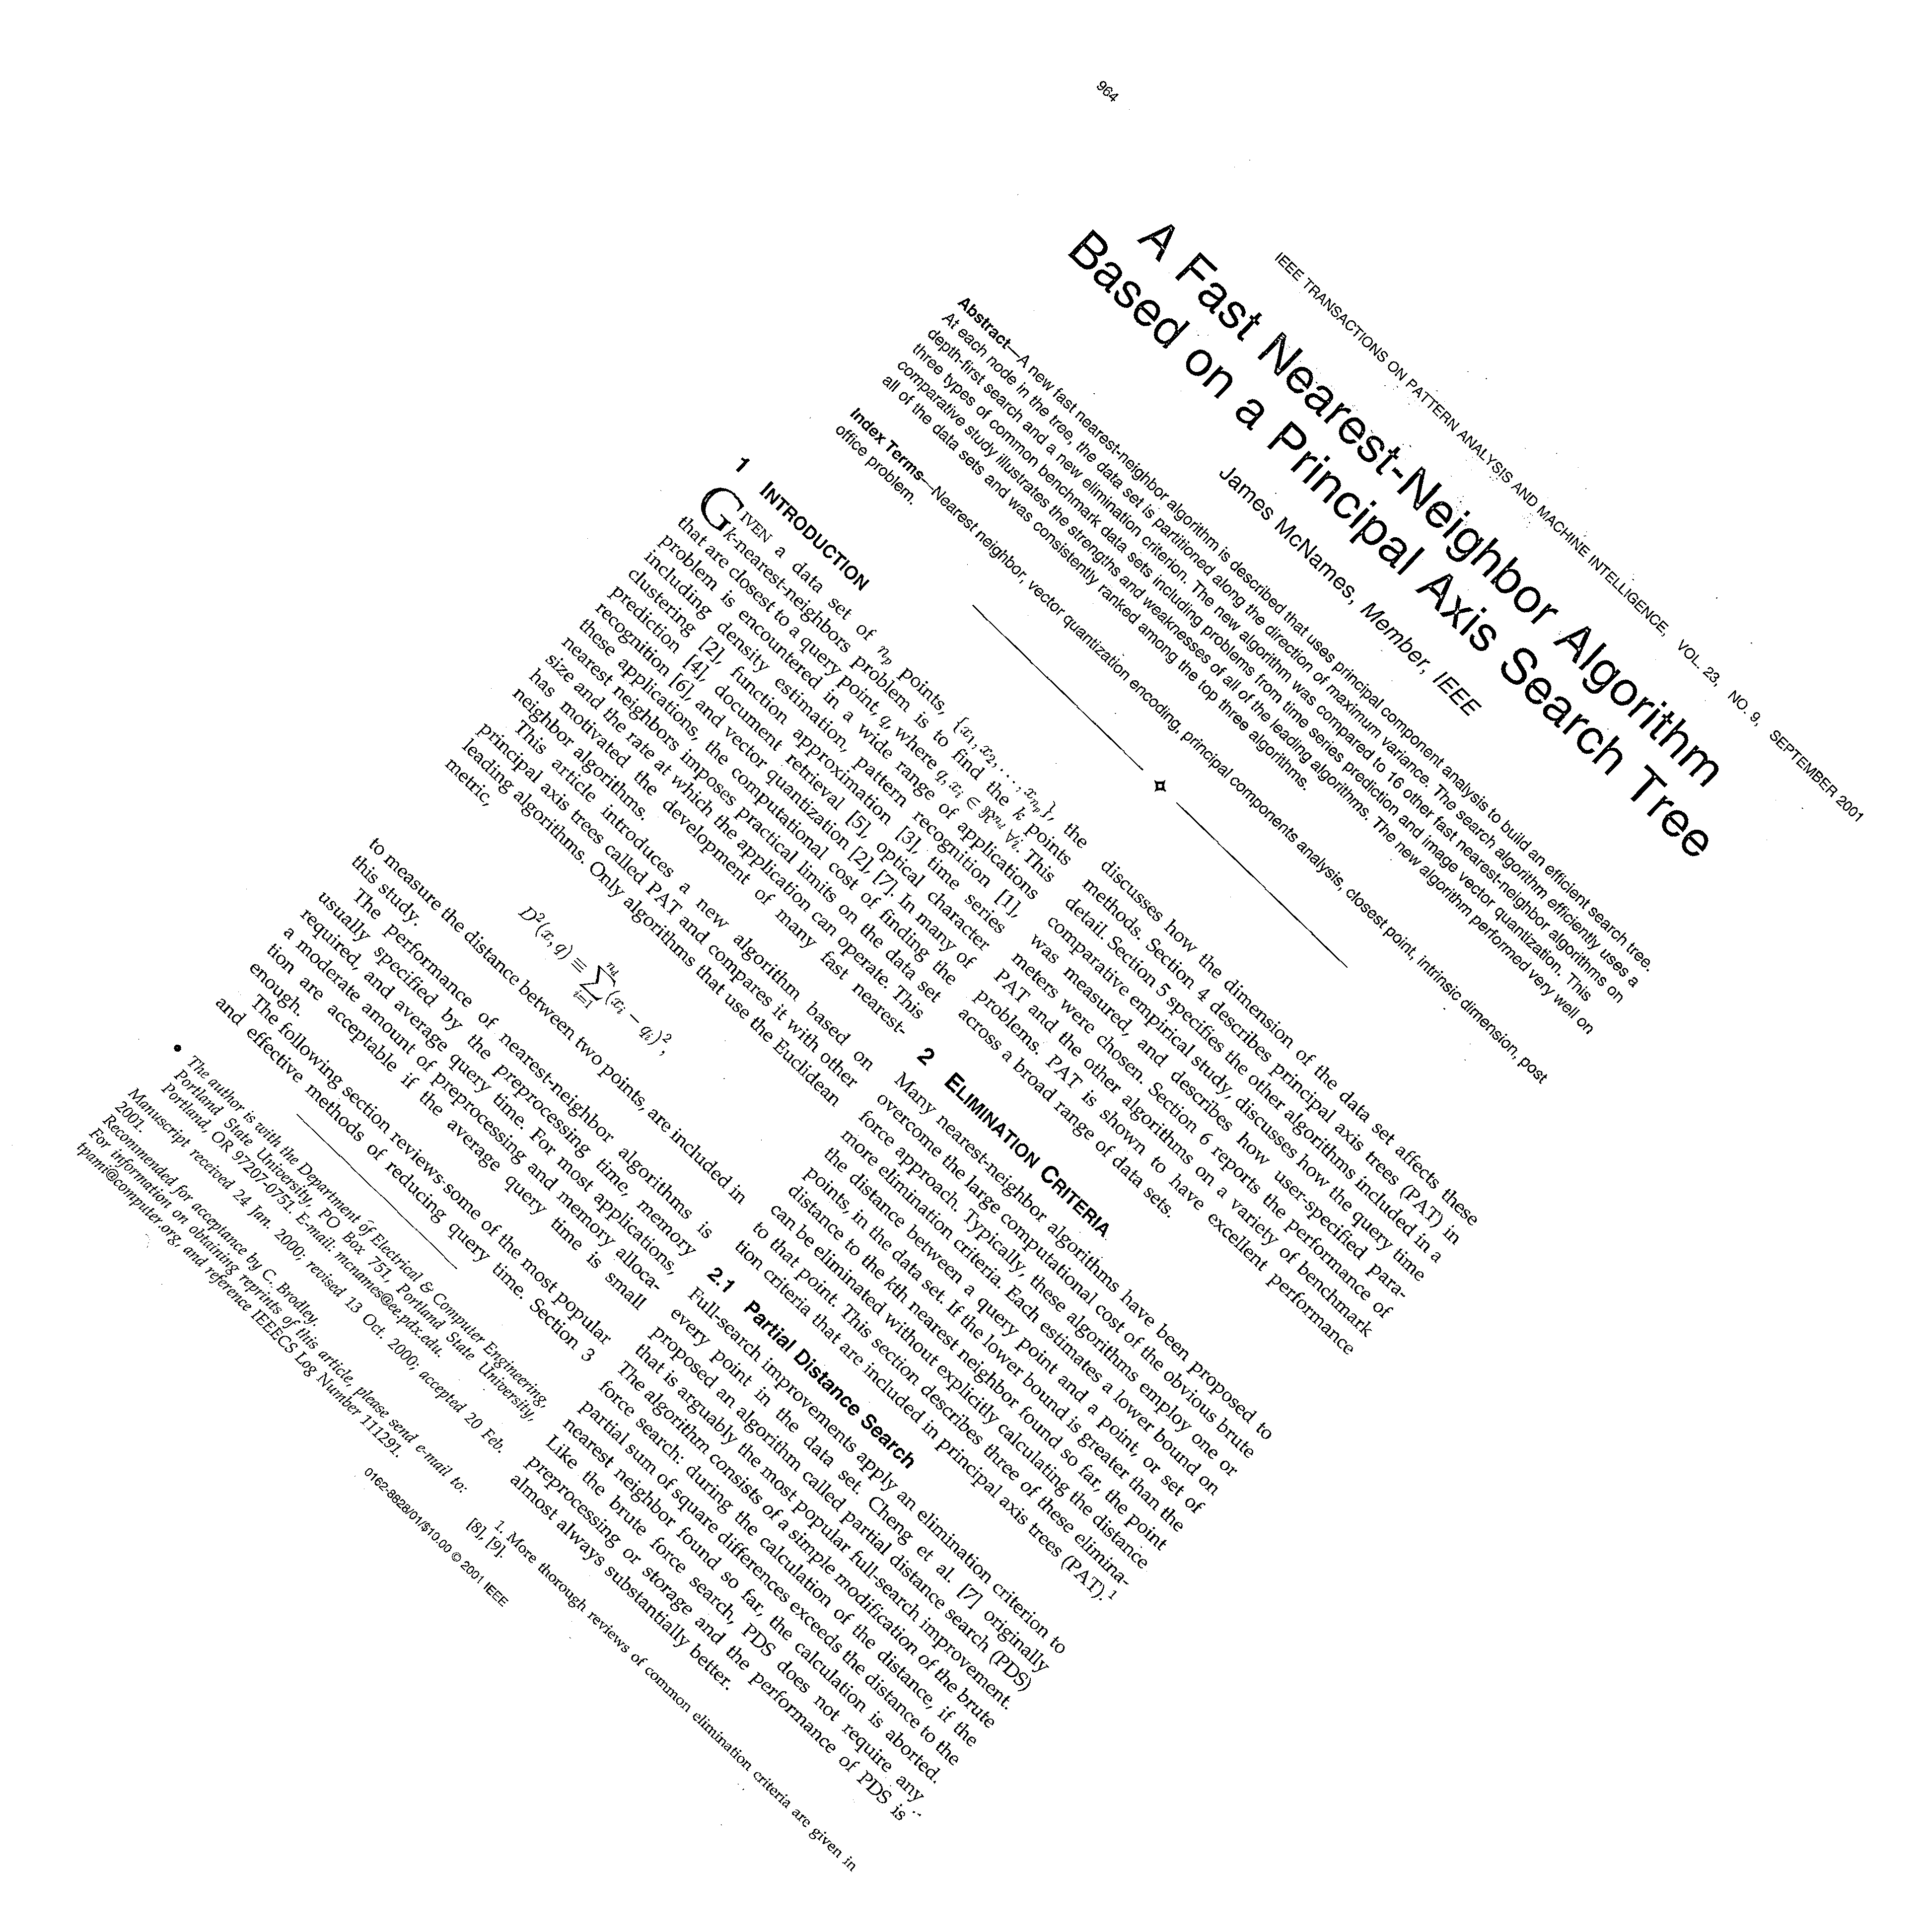 964
IEEE TRANSACTIONS ON PATTERN ANALYSIS AND MACHINE INTELLIGENCE, VOL. 23, NO. 9, SEPTEMBER 2001
A Fast Nearest-Neighbor Algorithm
Based on a Principal Axis Search Tree
James McNames, Member, IEEE
Abstract—A new fast nearest-neighbor algorithm is described that uses principal component analysis to build an efficient search tree.
At each node in the tree, the data set is partitioned along the direction of maximum variance. The search algorithm efficiently uses a
depth-first search and a new elimination criterion. The new algorithm was compared to 16 other fast nearest-neighbor algorithms on
three types of common benchmark data sets including problems from time series prediction and image vector quantization. This
comparative study illustrates the strengths and weaknesses of all of the leading algorithms. The new algorithm performed very well on
all of the data sets and was consistently ranked among the top three algorithms.
Index Terms—Nearest neighbor, vector quantization encoding, principal components analysis, closest point, intrinsic dimension, post
office problem.
1 INTRODUCTION
GIVEN a data set of n_p points, {x_1, x_2, ..., x_{n_p}}, the
k-nearest-neighbors problem is to find the k points
that are closest to a query point, q, where q, x_i ∈ ℜ^{n_d} ∀i. This
problem is encountered in a wide range of applications
including density estimation, pattern recognition [1],
clustering [2], function approximation [3], time series
prediction [4], document retrieval [5], optical character
recognition [6], and vector quantization [2], [7]. In many of
these applications, the computational cost of finding the
nearest neighbors imposes practical limits on the data set
size and the rate at which the application can operate. This
has motivated the development of many fast nearest-
neighbor algorithms.
This article introduces a new algorithm based on
principal axis trees called PAT and compares it with other
leading algorithms. Only algorithms that use the Euclidean
metric,
D^2(x, q) ≡ ∑_{i=1}^{n_d} (x_i − q_i)^2,
to measure the distance between two points, are included in
this study.
The performance of nearest-neighbor algorithms is
usually specified by the preprocessing time, memory
required, and average query time. For most applications,
a moderate amount of preprocessing and memory alloca-
tion are acceptable if the average query time is small
enough.
The following section reviews some of the most popular
and effective methods of reducing query time. Section 3
• The author is with the Department of Electrical & Computer Engineering,
Portland State University, PO Box 751, Portland State University,
Portland, OR 97207-0751. E-mail: mcnames@ee.pdx.edu.
Manuscript received 24 Jan. 2000; revised 13 Oct. 2000; accepted 20 Feb.
2001.
Recommended for acceptance by C. Brodley.
For information on obtaining reprints of this article, please send e-mail to:
tpami@computer.org, and reference IEEECS Log Number 111291.
discusses how the dimension of the data set affects these
methods. Section 4 describes principal axis trees (PAT) in
detail. Section 5 specifies the other algorithms included in a
comparative empirical study, discusses how the query time
was measured, and describes how user-specified para-
meters were chosen. Section 6 reports the performance of
PAT and the other algorithms on a variety of benchmark
problems. PAT is shown to have excellent performance
across a broad range of data sets.
2 ELIMINATION CRITERIA
Many nearest-neighbor algorithms have been proposed to
overcome the large computational cost of the obvious brute
force approach. Typically, these algorithms employ one or
more elimination criteria. Each estimates a lower bound on
the distance between a query point and a point, or set of
points, in the data set. If the lower bound is greater than the
distance to the kth nearest neighbor found so far, the point
can be eliminated without explicitly calculating the distance
to that point. This section describes three of these elimina-
tion criteria that are included in principal axis trees (PAT).1
2.1 Partial Distance Search
Full-search improvements apply an elimination criterion to
every point in the data set. Cheng et al. [7] originally
proposed an algorithm called partial distance search (PDS)
that is arguably the most popular full-search improvement.
The algorithm consists of a simple modification of the brute
force search: during the calculation of the distance, if the
partial sum of square differences exceeds the distance to the
nearest neighbor found so far, the calculation is aborted.
Like the brute force search, PDS does not require any
preprocessing or storage and the performance of PDS is
almost always substantially better.
1. More thorough reviews of common elimination criteria are given in
[8], [9].
0162-8828/01/$10.00 © 2001 IEEE